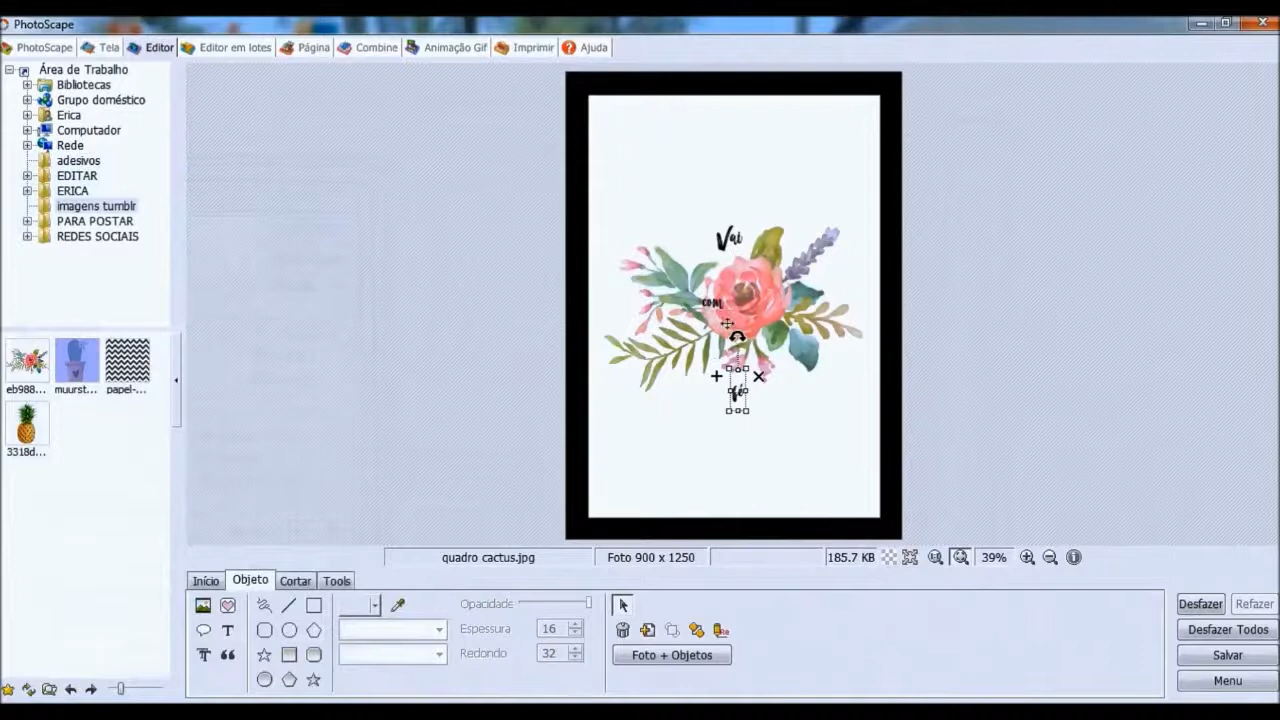 PhotoScape
PhotoScape Tela Editor Editor em lotes Página Combine Animação Gif Imprimir Ajuda
Área de Trabalho
Bibliotecas
Grupo doméstico
Erica
Computador
Rede
adesivos
EDITAR
ERICA
imagens tumblr
PARA POSTAR
REDES SOCIAIS
eb988... muurst... papel-...
3318d...
Vai
com
fé
quadro cactus.jpg Foto 900 x 1250 185.7 KB 39%
Início Objeto Cortar Tools
Opacidade
Espessura 16
Redondo 32
Foto + Objetos
Desfazer Refazer
Desfazer Todos
Salvar
Menu